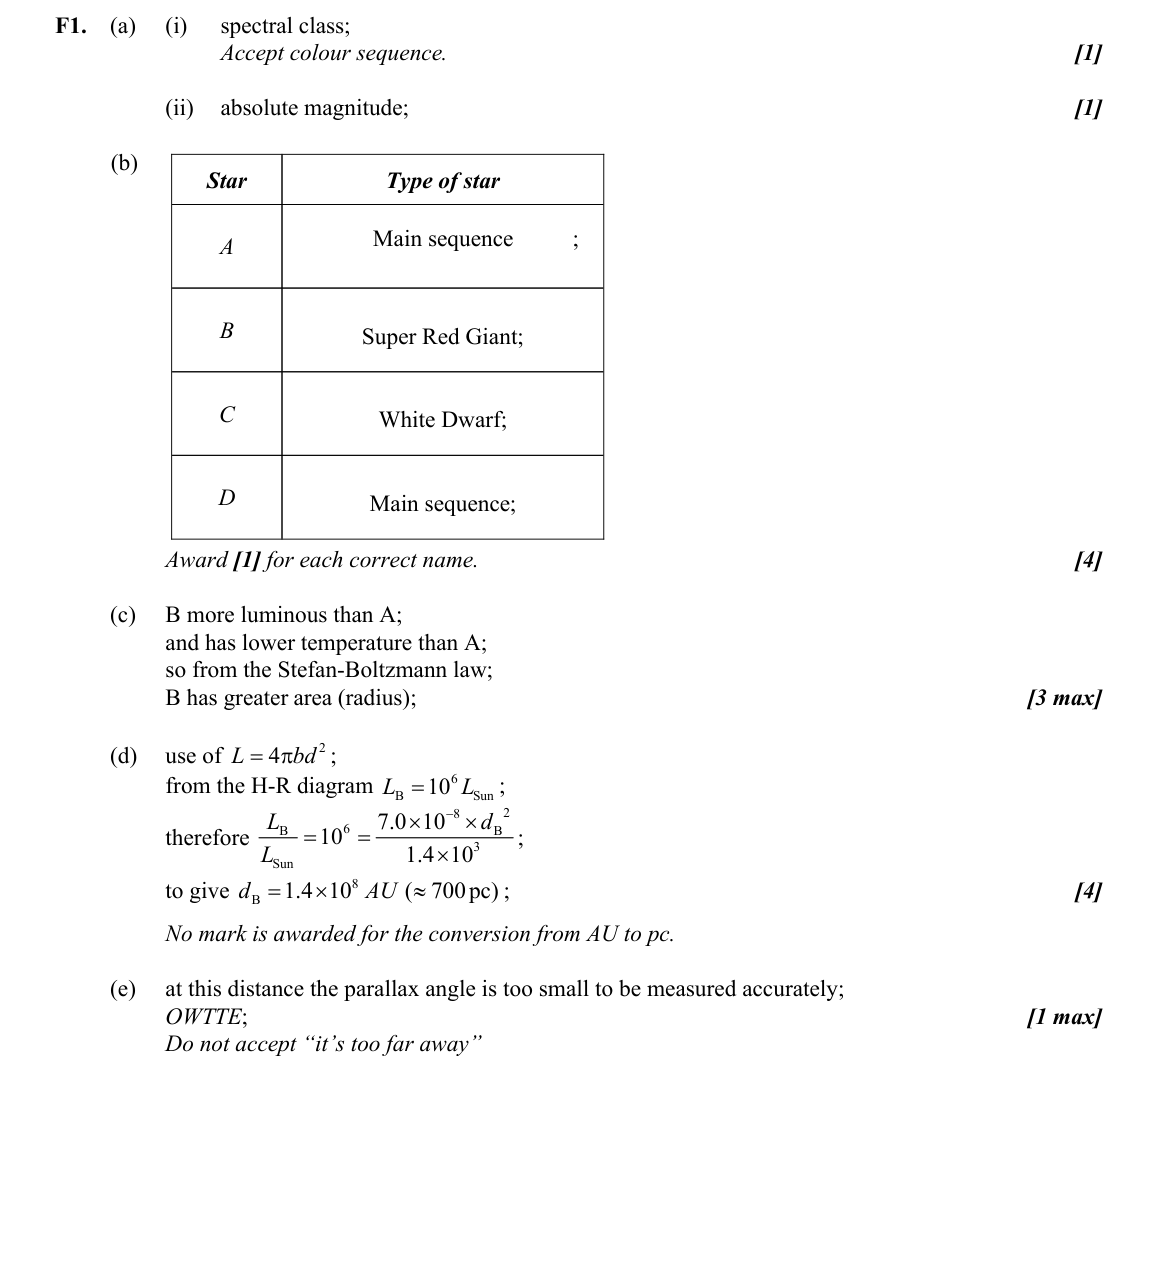 F1. (a) (i) spectral class;
Accept colour sequence. [1]
(ii) absolute magnitude; [1]
(b)
Star Type of star
A Main sequence ;
B Super Red Giant;
C White Dwarf;
D Main sequence;
Award [1] for each correct name. [4]
(c) B more luminous than A;
and has lower temperature than A;
so from the Stefan-Boltzmann law;
B has greater area (radius); [3 max]
(d) use of L = 4πbd² ;
from the H-R diagram L_B = 10⁶ L_Sun ;
therefore L_B / L_Sun = 10⁶ = 7.0×10⁻⁸ × d_B² / 1.4×10³ ;
to give d_B = 1.4×10⁸ AU (≈ 700 pc) ; [4]
No mark is awarded for the conversion from AU to pc.
(e) at this distance the parallax angle is too small to be measured accurately;
OWTTE; [1 max]
Do not accept “it’s too far away”